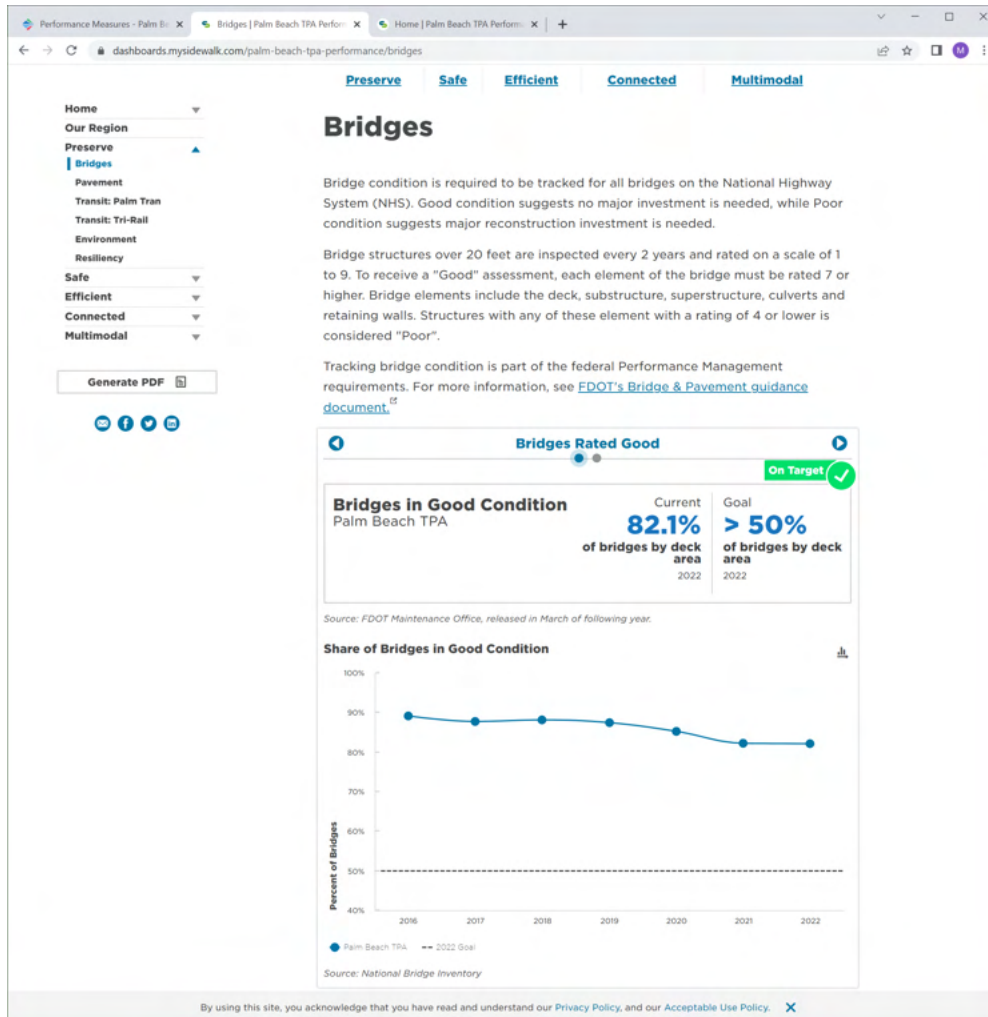 Performance Measures - Palm Be
Bridges | Palm Beach TPA Perform
Home | Palm Beach TPA Performa
dashboards.mysidewalk.com/palm-beach-tpa-performance/bridges
M
Preserve Safe Efficient Connected Multimodal
Home
Our Region
Preserve
Bridges
Pavement
Transit: Palm Tran
Transit: Tri-Rail
Environment
Resiliency
Safe
Efficient
Connected
Multimodal
Generate PDF
Bridges
Bridge condition is required to be tracked for all bridges on the National Highway
System (NHS). Good condition suggests no major investment is needed, while Poor
condition suggests major reconstruction investment is needed.
Bridge structures over 20 feet are inspected every 2 years and rated on a scale of 1
to 9. To receive a "Good" assessment, each element of the bridge must be rated 7 or
higher. Bridge elements include the deck, substructure, superstructure, culverts and
retaining walls. Structures with any of these element with a rating of 4 or lower is
considered "Poor".
Tracking bridge condition is part of the federal Performance Management
requirements. For more information, see FDOT's Bridge & Pavement guidance
document.
Bridges Rated Good
On Target
Bridges in Good Condition
Palm Beach TPA
Current
82.1%
of bridges by deck
area
2022
Goal
> 50%
of bridges by deck
area
2022
Source: FDOT Maintenance Office, released in March of following year.
Share of Bridges in Good Condition
100%
90%
80%
70%
60%
50%
40%
Percent of Bridges
2016 2017 2018 2019 2020 2021 2022
Palm Beach TPA 2022 Goal
Source: National Bridge Inventory
By using this site, you acknowledge that you have read and understand our Privacy Policy, and our Acceptable Use Policy.